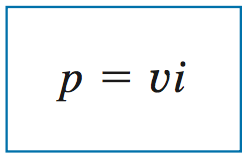 p = vi